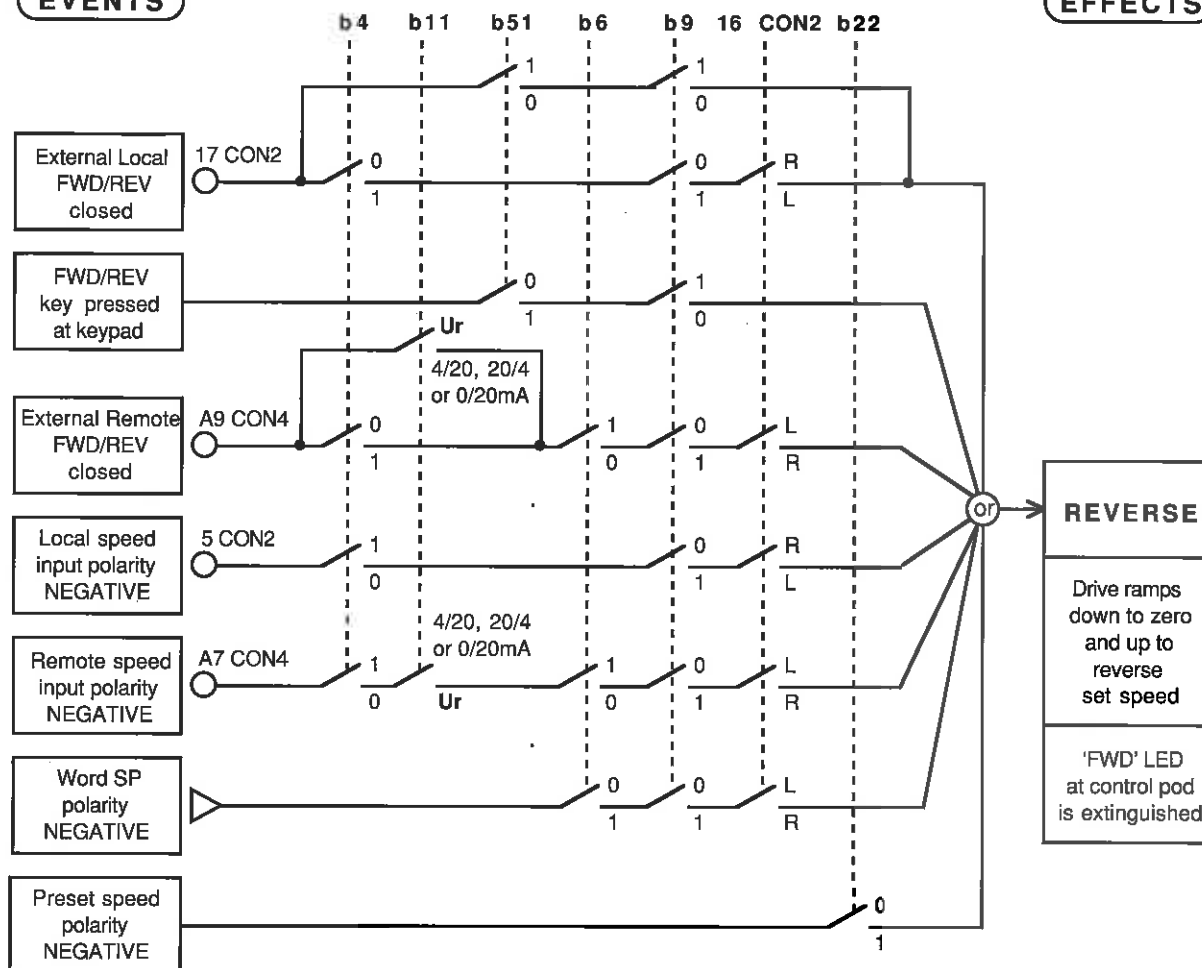 EVENTS
EFFECTS
b4 b11 b51 b6 b9 16 CON2 b22
1
0
1
0
External Local
FWD/REV
closed
17 CON2
0
1
0
1
R
L
FWD/REV
key pressed
at keypad
0
1
1
0
Ur
4/20, 20/4
or 0/20mA
External Remote
FWD/REV
closed
A9 CON4
0
1
1
0
0
1
L
R
or
REVERSE
Local speed
input polarity
NEGATIVE
5 CON2
1
0
0
1
R
L
Drive ramps
down to zero
and up to
reverse
set speed
Remote speed
input polarity
NEGATIVE
A7 CON4
1
0
4/20, 20/4
or 0/20mA
Ur
1
0
0
1
L
R
'FWD' LED
at control pod
is extinguished
Word SP
polarity
NEGATIVE
0
1
0
1
L
R
Preset speed
polarity
NEGATIVE
0
1